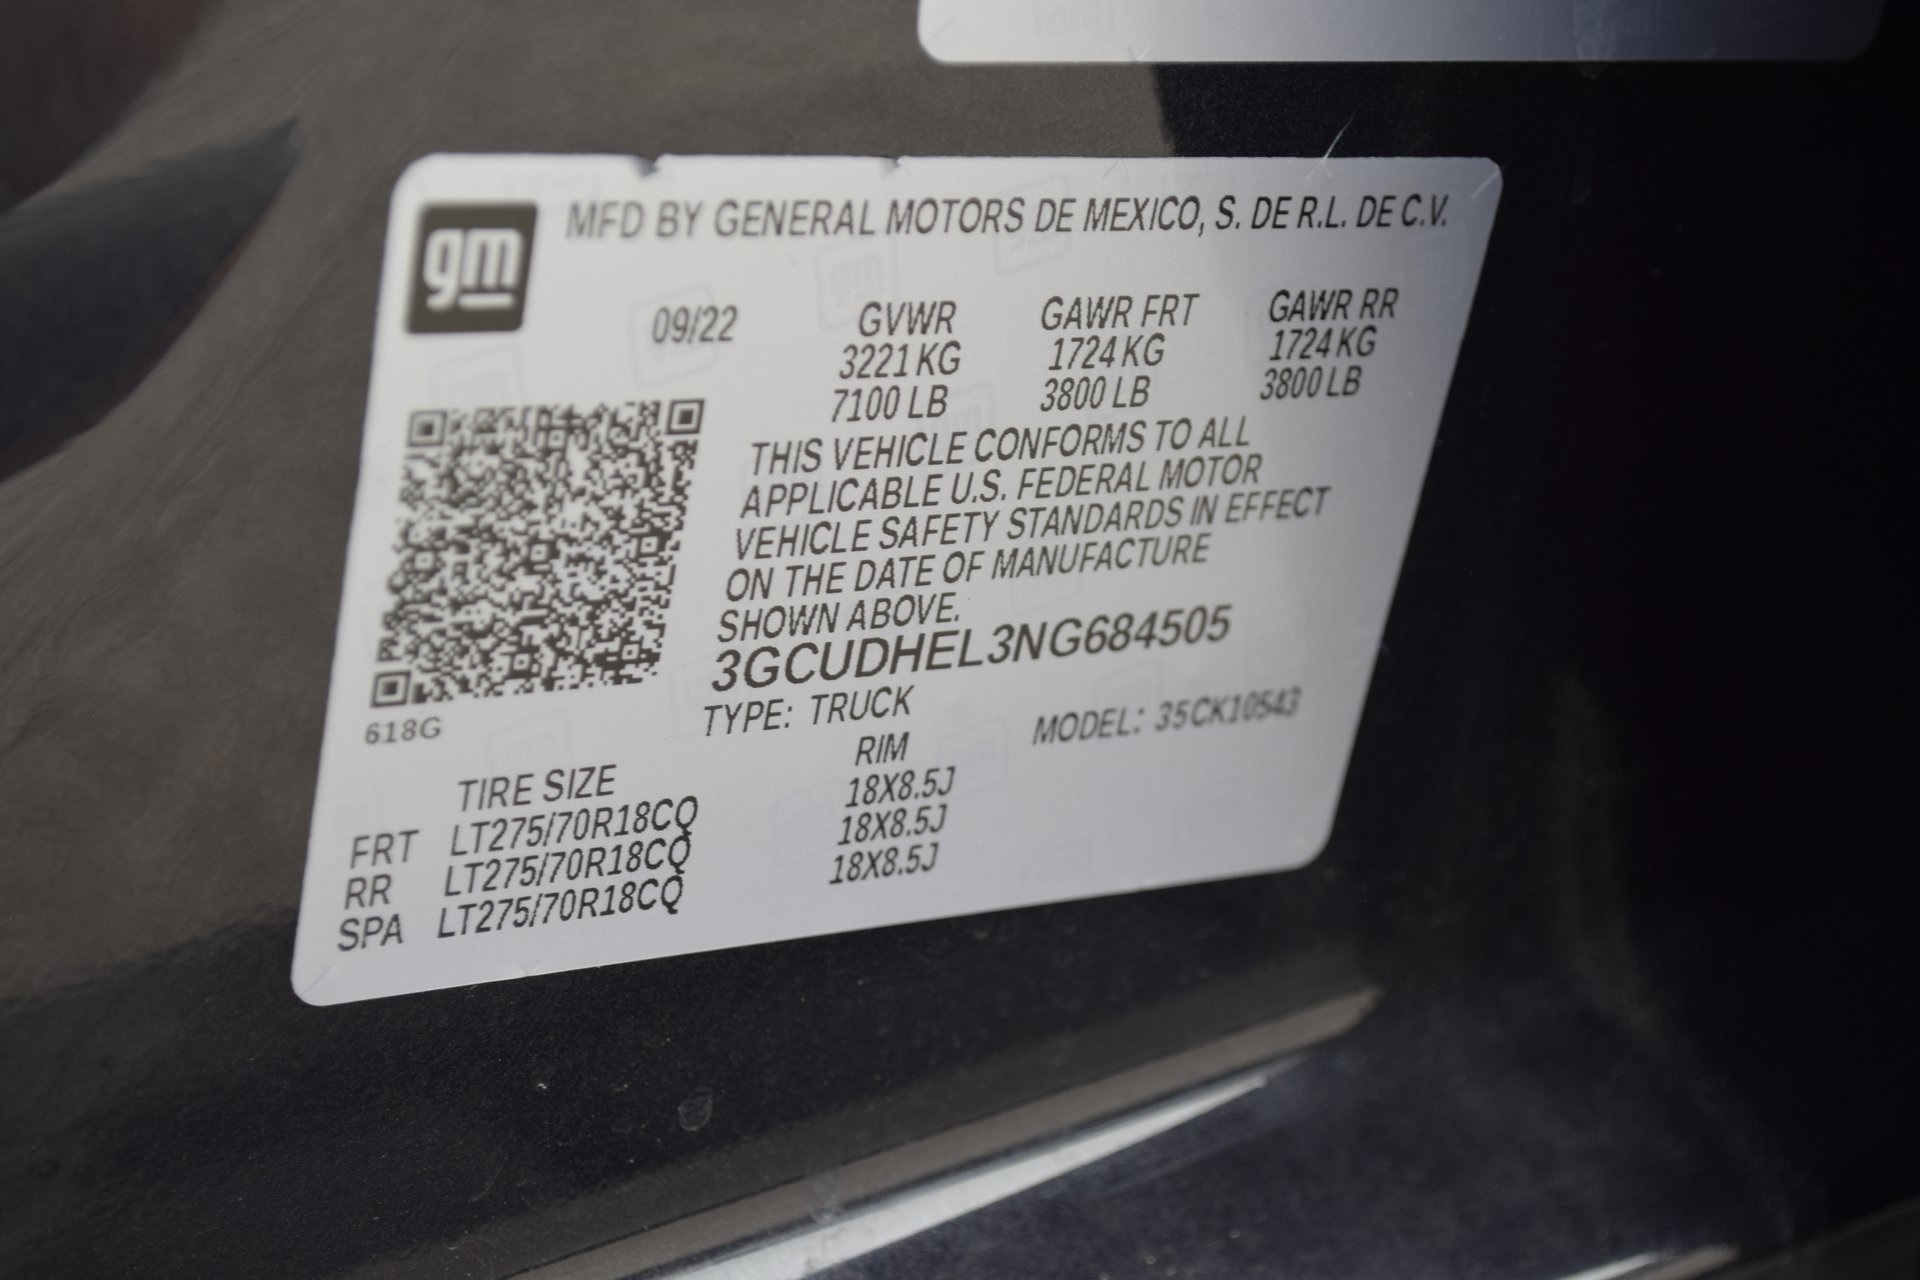 gm
MFD BY GENERAL MOTORS DE MEXICO, S. DE R.L. DE C.V.
09/22 GVWR GAWR FRT GAWR RR
3221 KG 1724 KG 1724 KG
7100 LB 3800 LB 3800 LB
THIS VEHICLE CONFORMS TO ALL
APPLICABLE U.S. FEDERAL MOTOR
VEHICLE SAFETY STANDARDS IN EFFECT
ON THE DATE OF MANUFACTURE
SHOWN ABOVE.
3GCUDHEL3NG684505
618G
TYPE: TRUCK MODEL: 35CK10543
TIRE SIZE RIM
FRT LT275/70R18CQ 18X8.5J
RR LT275/70R18CQ 18X8.5J
SPA LT275/70R18CQ 18X8.5J